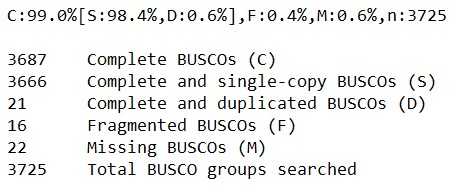 C:99.0%[S:98.4%,D:0.6%],F:0.4%,M:0.6%,n:3725
3687 Complete BUSCOs (C)
3666 Complete and single-copy BUSCOs (S)
21 Complete and duplicated BUSCOs (D)
16 Fragmented BUSCOs (F)
22 Missing BUSCOs (M)
3725 Total BUSCO groups searched